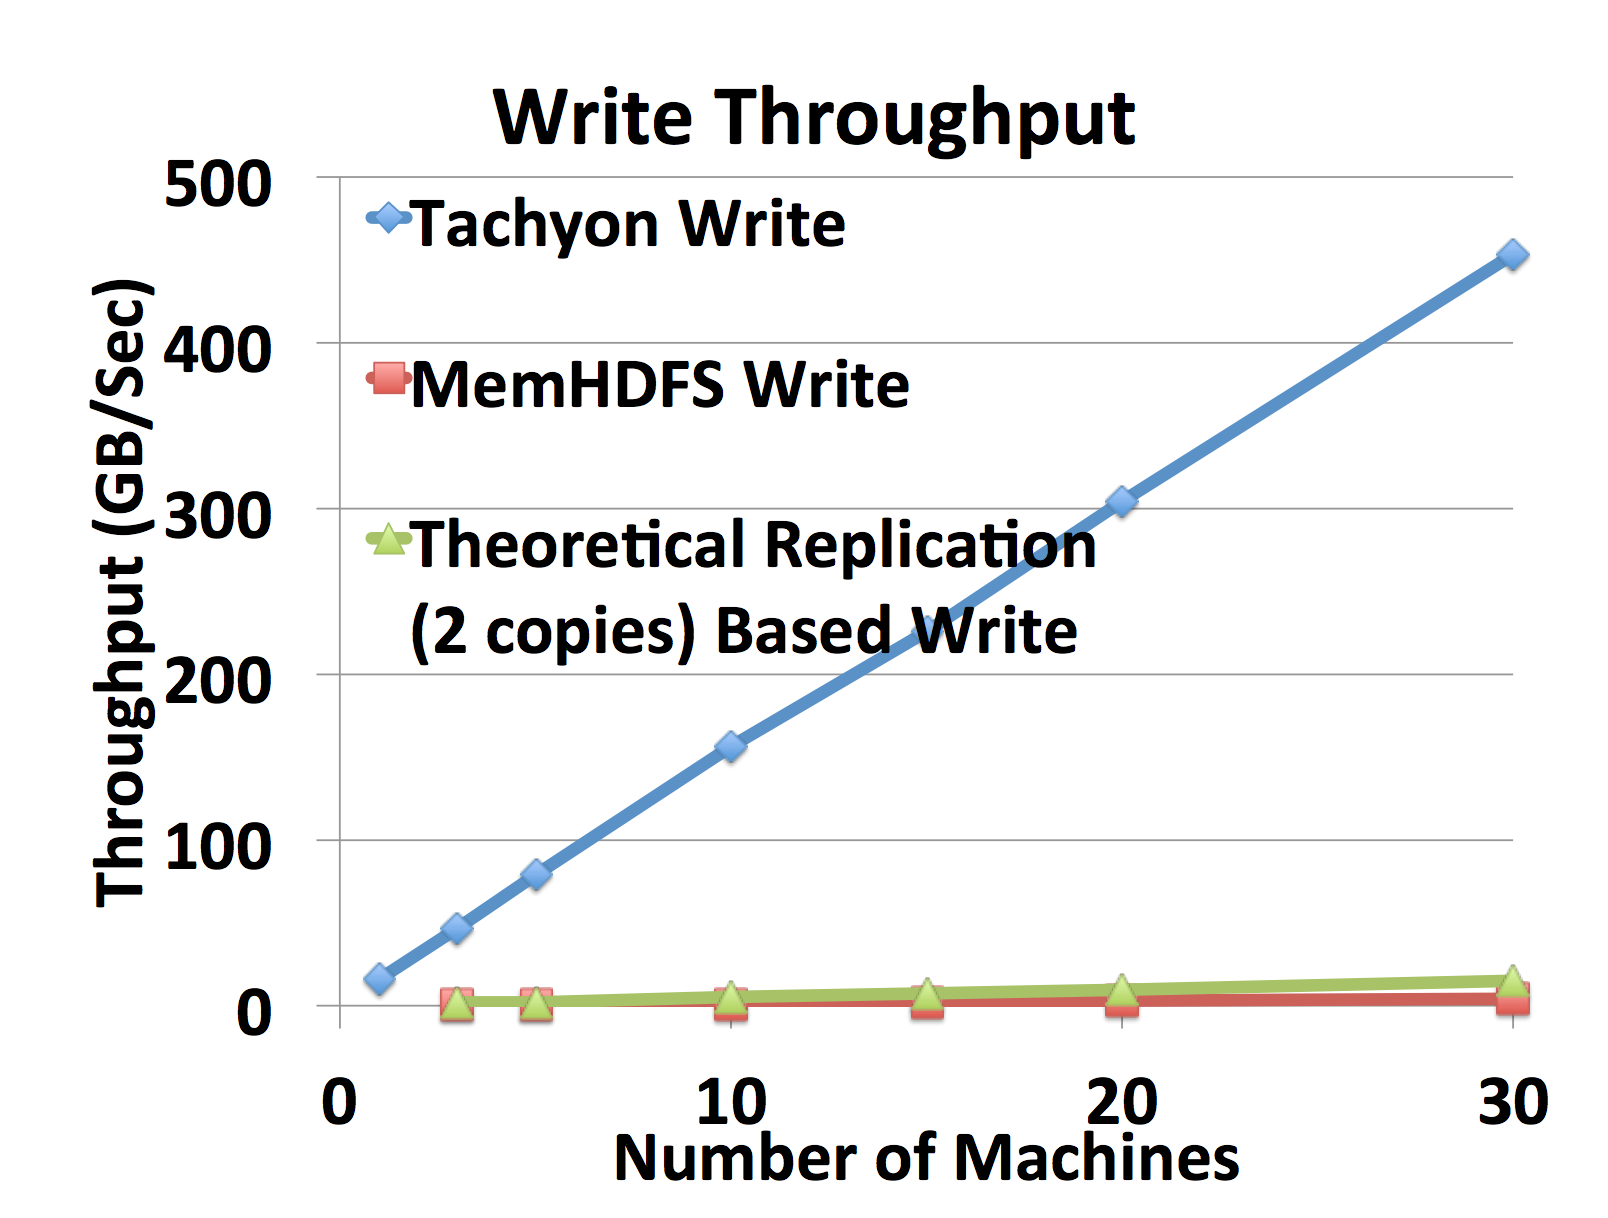 Write Throughput
500
400
300
200
100
0
Throughput (GB/Sec)
Tachyon Write
MemHDFS Write
Theoretical Replication
(2 copies) Based Write
0 10 20 30
Number of Machines